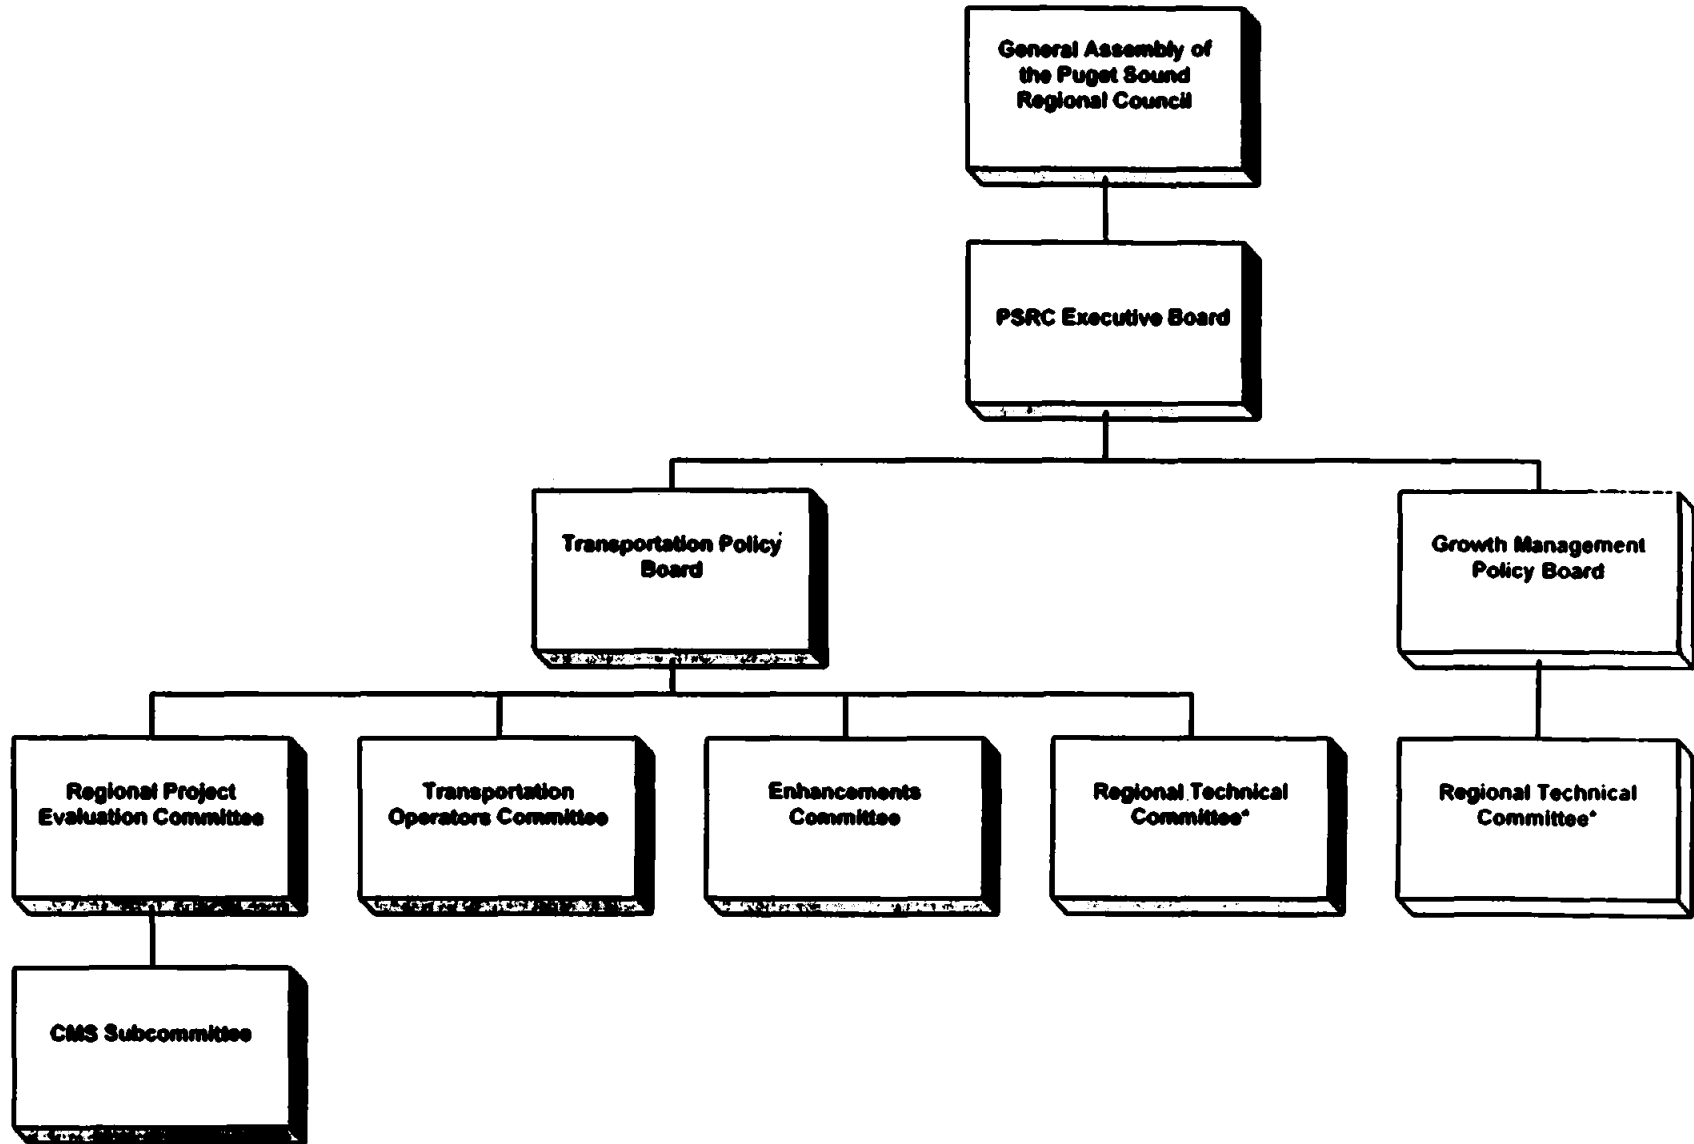 General Assembly of
the Puget Sound
Regional Council
PSRC Executive Board
Transportation Policy
Board
Growth Management
Policy Board
Regional Project
Evaluation Committee
Transportation
Operators Committee
Enhancements
Committee
Regional Technical
Committee*
Regional Technical
Committee*
CMS Subcommittee